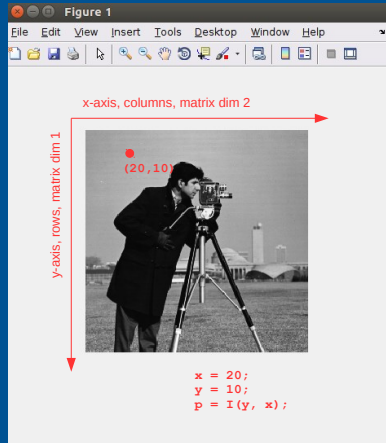 Figure 1
File Edit View Insert Tools Desktop Window Help
x-axis, columns, matrix dim 2
y-axis, rows, matrix dim 1
(20,10)
x = 20;
y = 10;
p = I(y, x);